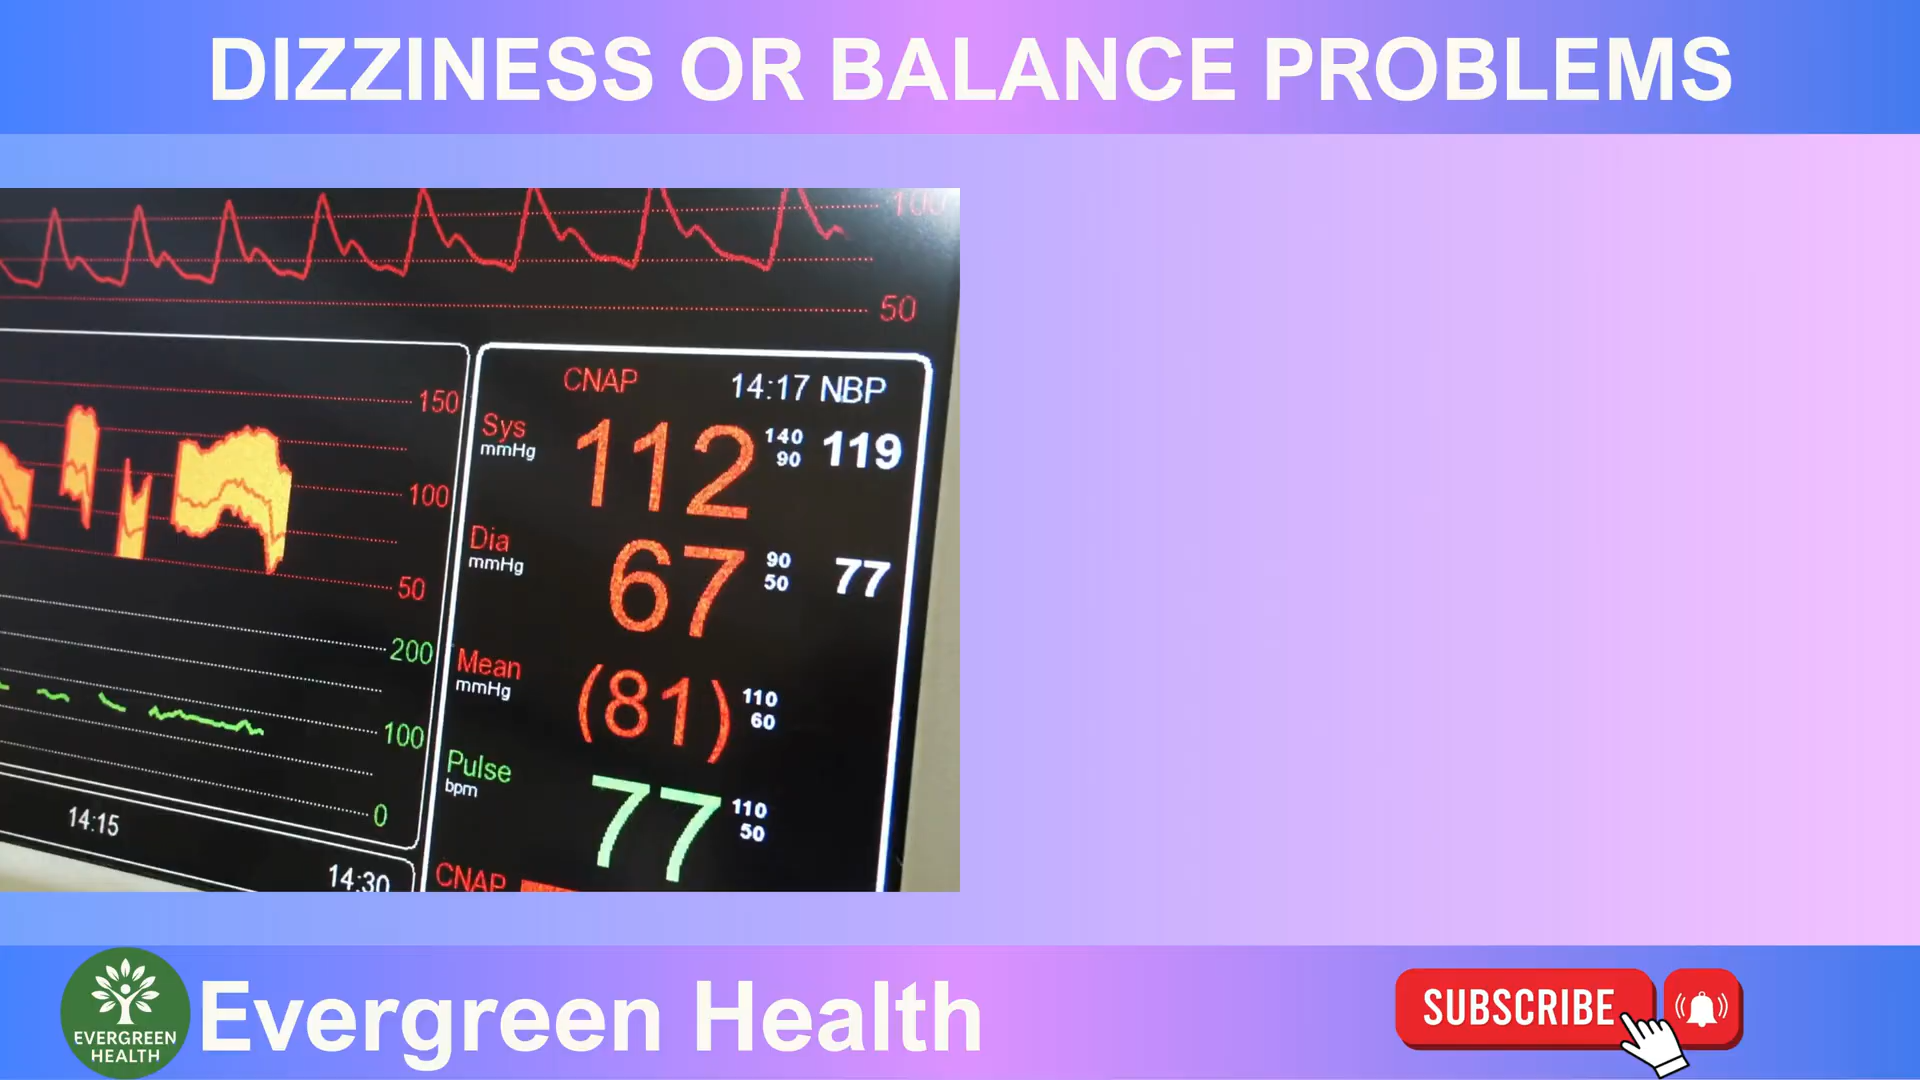 DIZZINESS OR BALANCE PROBLEMS
100
50
150
100
50
200
100
0
14:15
14:30
CNAP 14:17 NBP
Sys 112 140 119
mmHg 90
Dia 67 90 77
mmHg 50
Mean (81) 110
mmHg 60
Pulse 77 110
bpm 50
CNAP
EVERGREEN
HEALTH
Evergreen Health
SUBSCRIBE